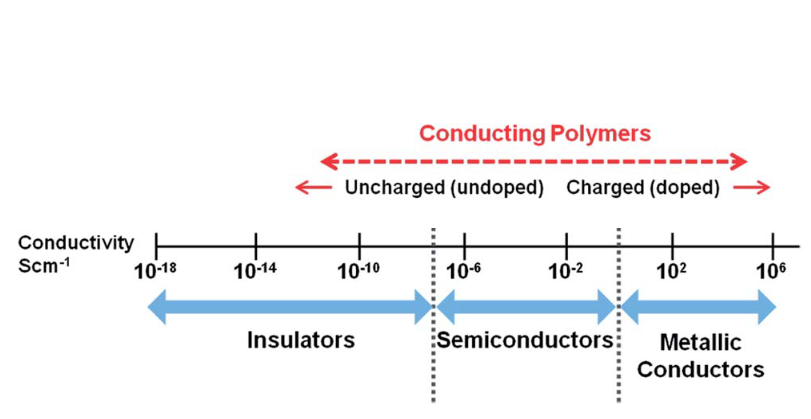 Conducting Polymers
Uncharged (undoped) Charged (doped)
Conductivity
Scm⁻¹
10⁻¹⁸ 10⁻¹⁴ 10⁻¹⁰ 10⁻⁶ 10⁻² 10² 10⁶
Insulators Semiconductors Metallic
Conductors